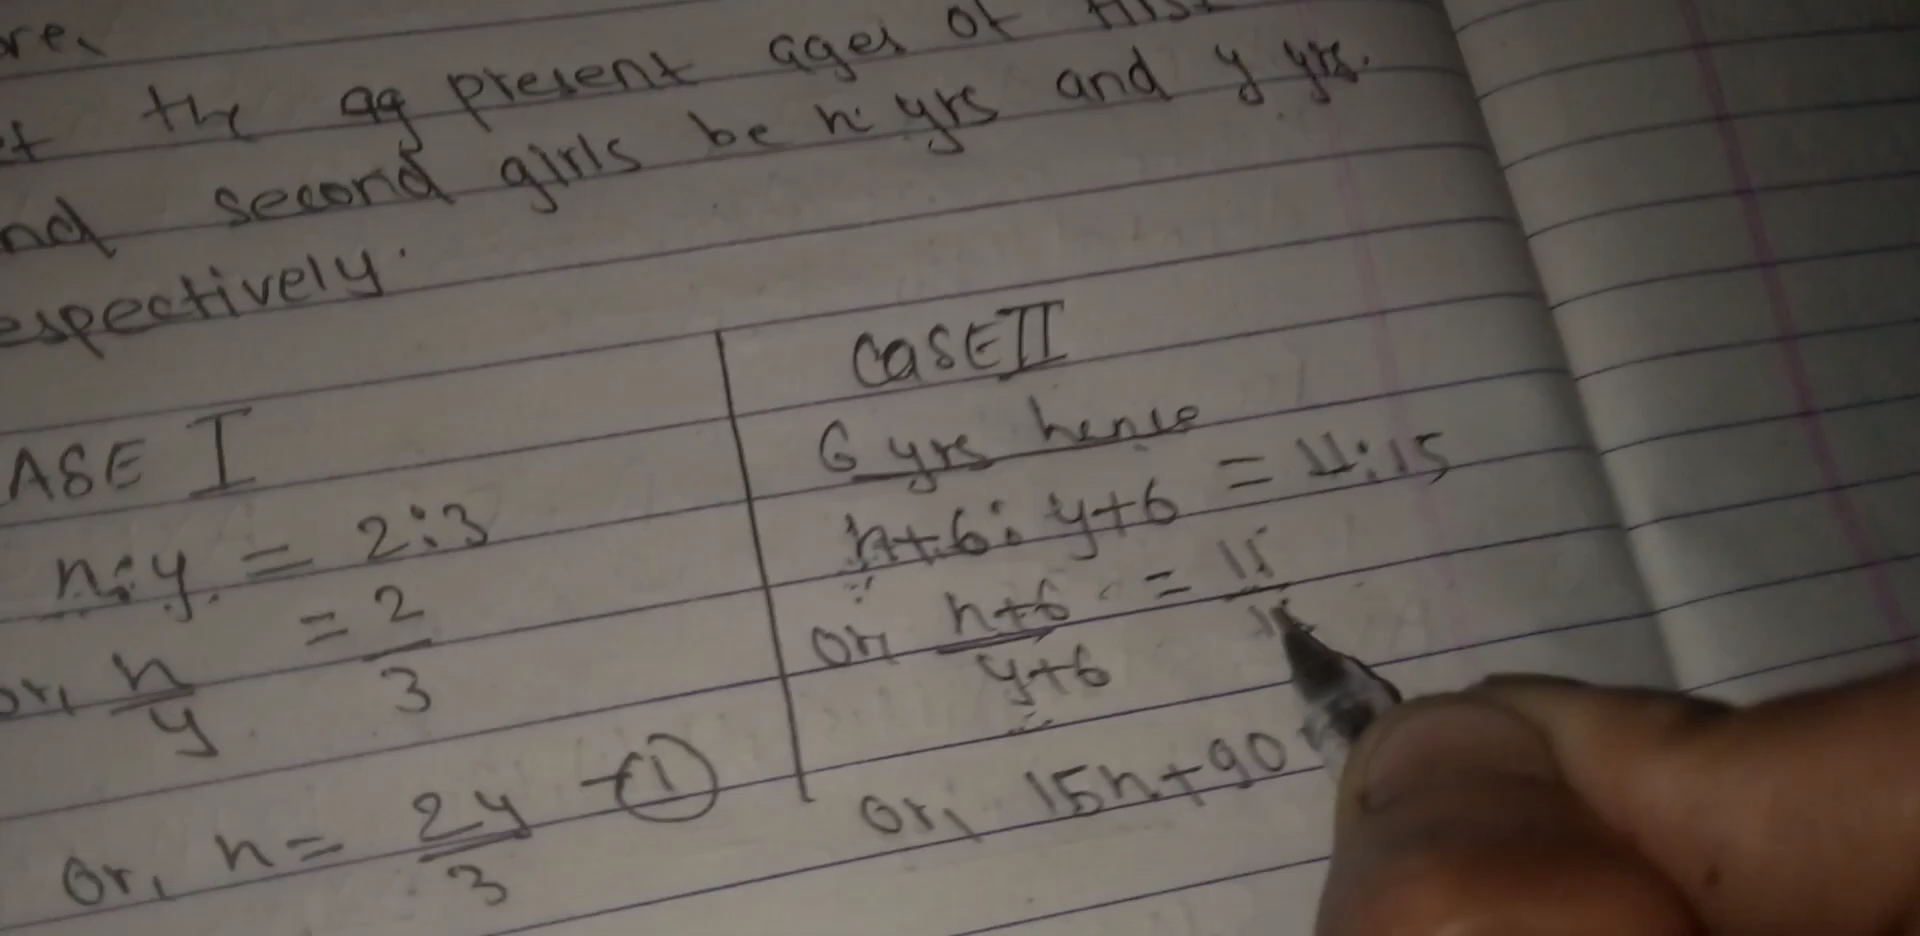 the ag present ages of
second girls be x yrs and y yrs.
espectively.
ASE I
x:y = 2:3
or, x/y = 2/3
or, x = 2y/3 - ①
CASE II
6 yrs hence
x+6: y+6 = 11:15
or x+6/y+6 = 11/15
or, 15x+90